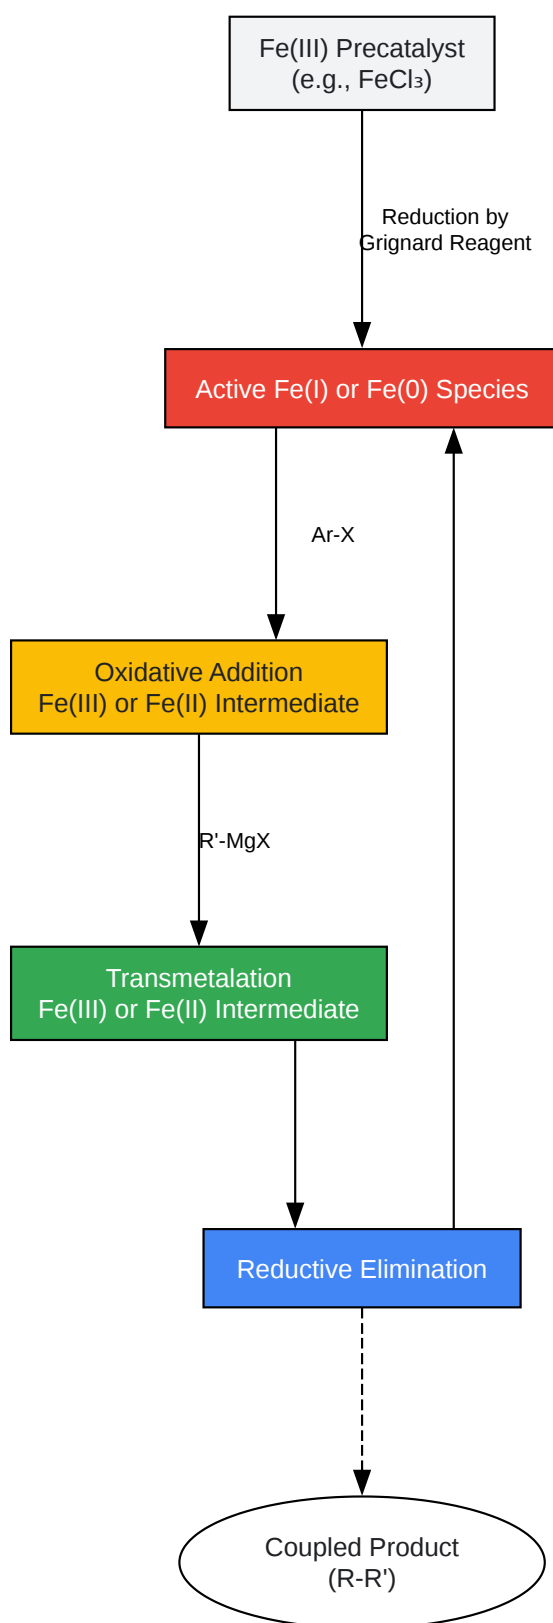 Fe(III) Precatalyst
(e.g., FeCl₃)
Reduction by
Grignard Reagent
Active Fe(I) or Fe(0) Species
Ar-X
Oxidative Addition
Fe(III) or Fe(II) Intermediate
R'-MgX
Transmetalation
Fe(III) or Fe(II) Intermediate
Reductive Elimination
Coupled Product
(R-R')